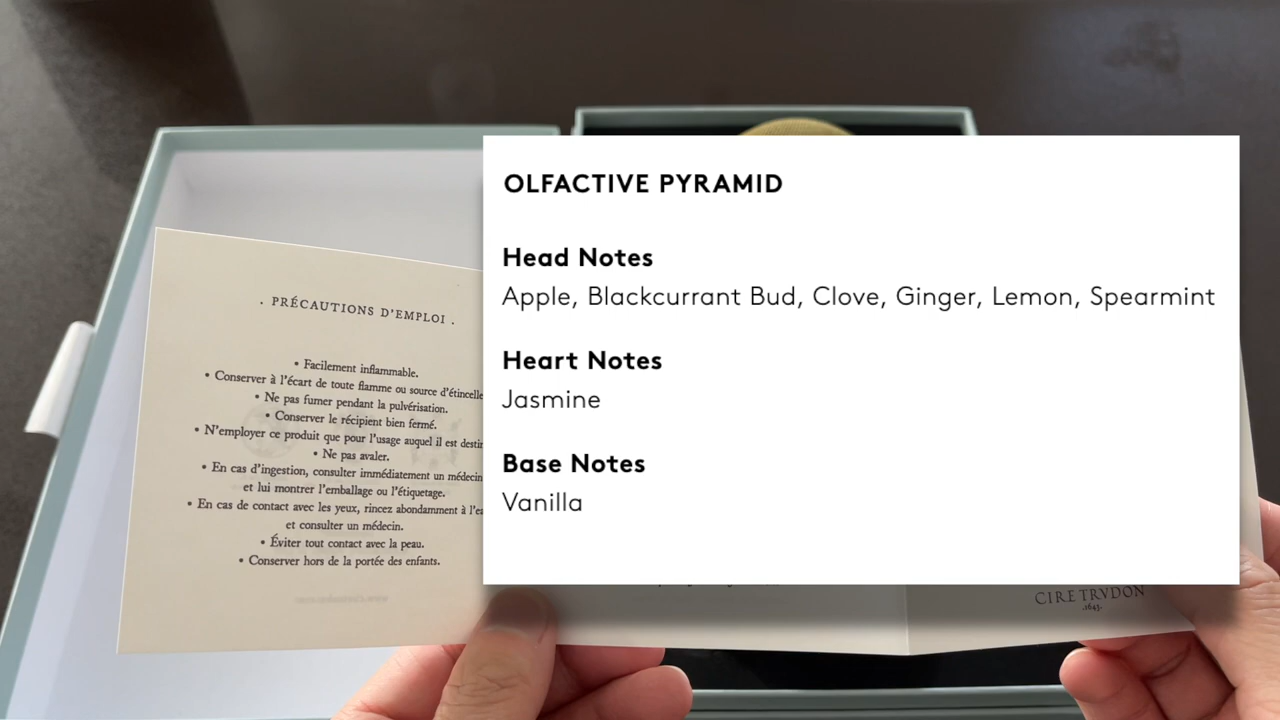 . PRÉCAUTIONS D'EMPLOI .
• Facilement inflammable.
• Conserver à l'écart de toute flamme ou source
• Ne pas fumer pendant la pulvérisation.
• Conserver le récipient bien fermé.
• N'employer ce produit que pour l'usage auquel il est
• Ne pas avaler.
• En cas d'ingestion, consulter immédiatement un médecin
et lui montrer l'emballage ou l'étiquetage.
• En cas de contact avec les yeux, rincez abondamment à
et consulter un médecin.
• Éviter tout contact avec la peau.
• Conserver hors de la portée des enfants.
OLFACTIVE PYRAMID
Head Notes
Apple, Blackcurrant Bud, Clove, Ginger, Lemon, Spearmint
Heart Notes
Jasmine
Base Notes
Vanilla
CIRE TRVDON
.1643.